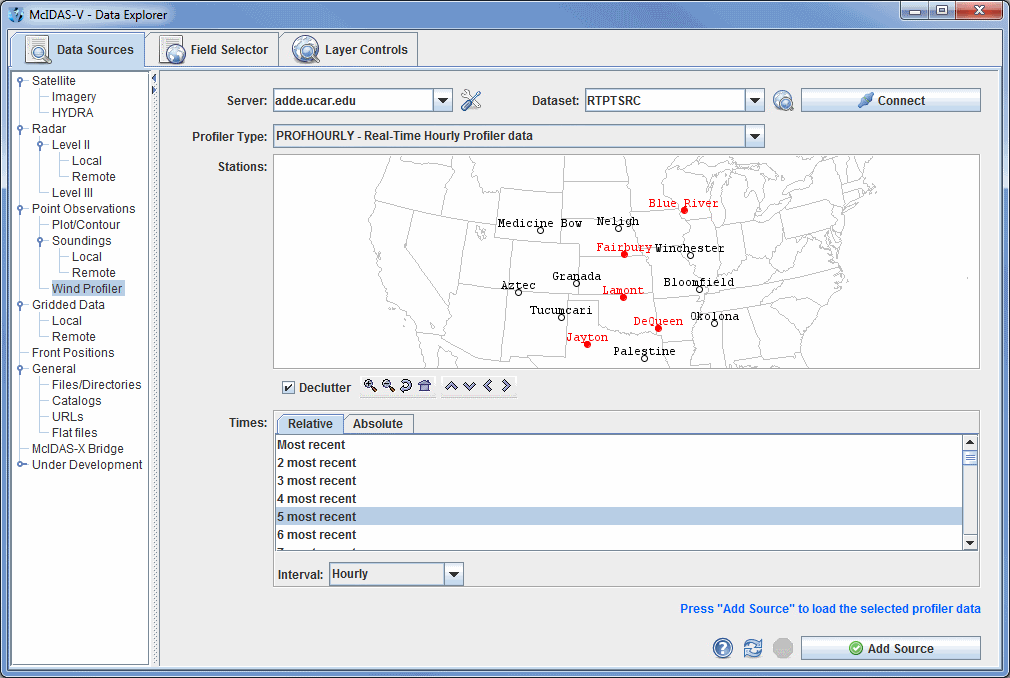 McIDAS-V - Data Explorer
Data Sources
Field Selector
Layer Controls
Satellite
Imagery
HYDRA
Radar
Level II
Local
Remote
Level III
Point Observations
Plot/Contour
Soundings
Local
Remote
Wind Profiler
Gridded Data
Local
Remote
Front Positions
General
Files/Directories
Catalogs
URLs
Flat files
McIDAS-X Bridge
Under Development
Server: adde.ucar.edu
Dataset: RTPTSRC
Connect
Profiler Type: PROFHOURLY - Real-Time Hourly Profiler data
Stations:
Blue River
Medicine Bow
Neligh
Fairbury
Winchester
Granada
Bloomfield
Aztec
Lamont
Tucumcari
DeQueen
Okolona
Jayton
Palestine
Declutter
Times:
Relative
Absolute
Most recent
2 most recent
3 most recent
4 most recent
5 most recent
6 most recent
Interval: Hourly
Press "Add Source" to load the selected profiler data
Add Source